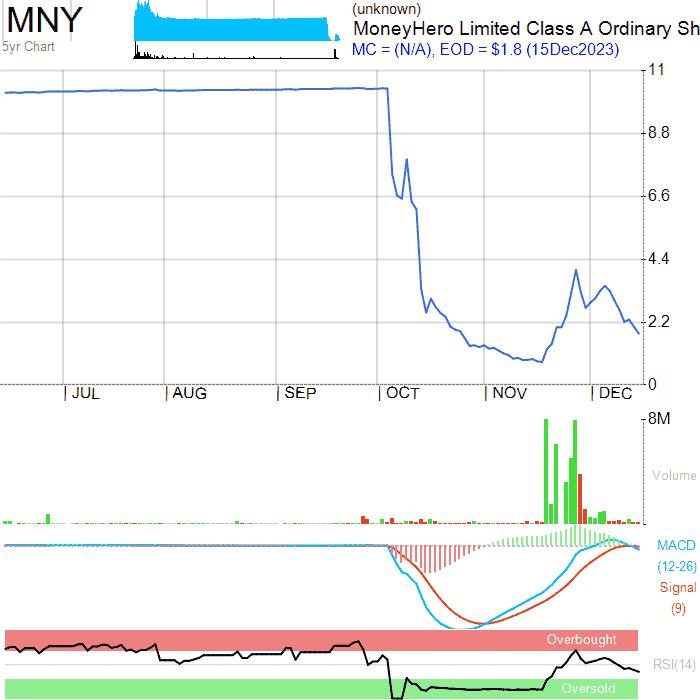 MNY
5yr Chart
(unknown)
MoneyHero Limited Class A Ordinary Sh
MC = (N/A), EOD = $1.8 (15Dec2023)
11
8.8
6.6
4.4
2.2
0
JUL AUG SEP OCT NOV DEC
8M
Volume
MACD
(12-26)
Signal
(9)
Overbought
RSI(14)
Oversold